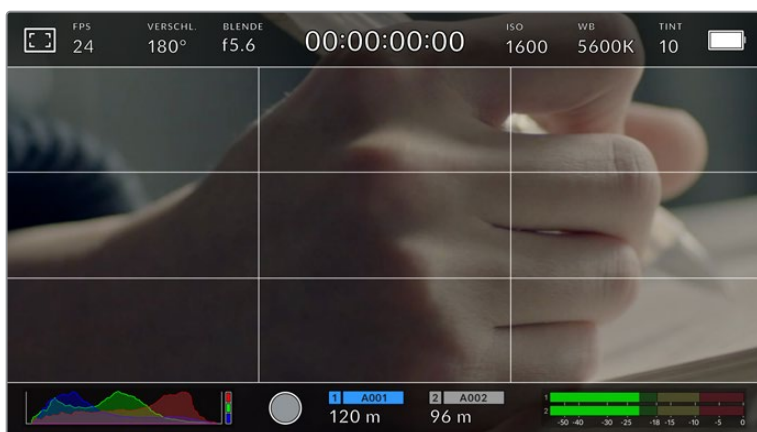 FPS VERSCHL. BLENDE ISO WB TINT
24 180° f5.6 00:00:00:00 1600 5600K 10
1 A001 2 A002
120 m 96 m
1
2
-50 -40 -30 -25 -18 -15 -10 -5 0